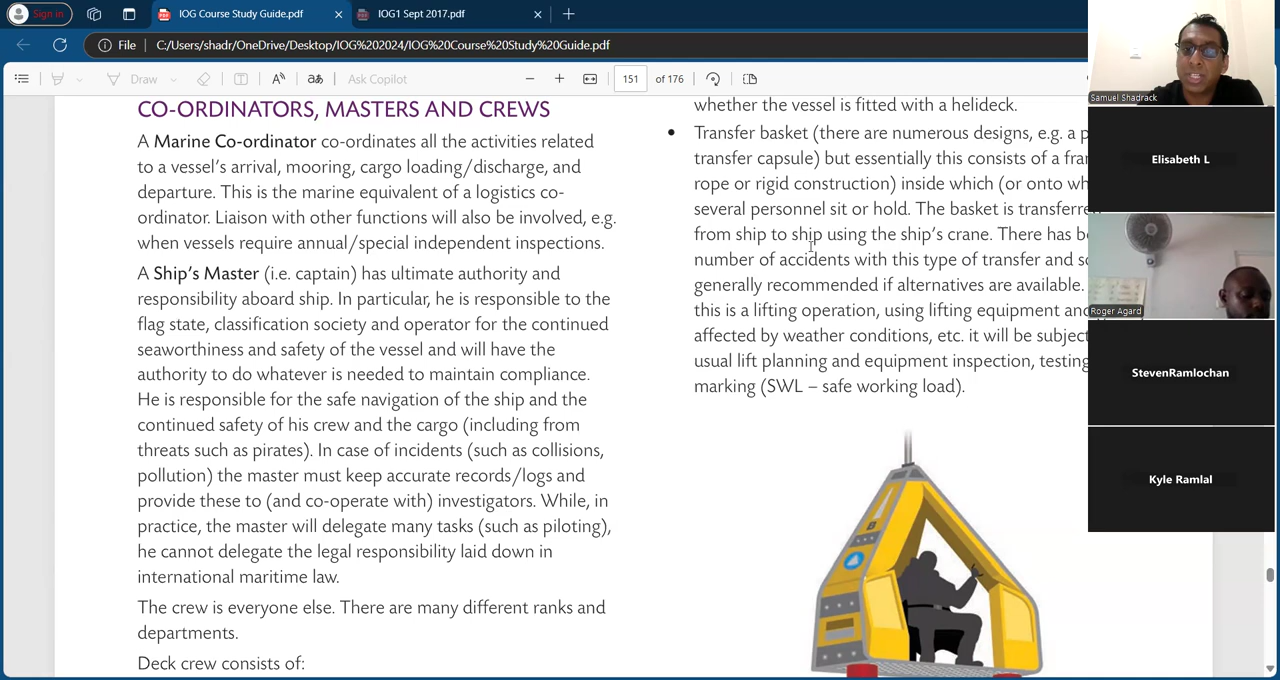 Sign in
IOG Course Study Guide.pdf
IOG1 Sept 2017.pdf
File
C:/Users/shadr/OneDrive/Desktop/IOG%202024/IOG%20Course%20Study%20Guide.pdf
Draw
Ask Copilot
151 of 176
CO-ORDINATORS, MASTERS AND CREWS
A Marine Co-ordinator co-ordinates all the activities related
to a vessel's arrival, mooring, cargo loading/discharge, and
departure. This is the marine equivalent of a logistics co-
ordinator. Liaison with other functions will also be involved, e.g.
when vessels require annual/special independent inspections.
A Ship's Master (i.e. captain) has ultimate authority and
responsibility aboard ship. In particular, he is responsible to the
flag state, classification society and operator for the continued
seaworthiness and safety of the vessel and will have the
authority to do whatever is needed to maintain compliance.
He is responsible for the safe navigation of the ship and the
continued safety of his crew and the cargo (including from
threats such as pirates). In case of incidents (such as collisions,
pollution) the master must keep accurate records/logs and
provide these to (and co-operate with) investigators. While, in
practice, the master will delegate many tasks (such as piloting),
he cannot delegate the legal responsibility laid down in
international maritime law.
The crew is everyone else. There are many different ranks and
departments.
Deck crew consists of:
whether the vessel is fitted with a helideck.
• Transfer basket (there are numerous designs, e.g. a
transfer capsule) but essentially this consists of a
rope or rigid construction) inside which (or onto
several personnel sit or hold. The basket is
from ship to ship using the ship's crane. There has
number of accidents with this type of transfer and
generally recommended if alternatives are available.
this is a lifting operation, using lifting equipment
affected by weather conditions, etc. it will be
usual lift planning and equipment inspection, testing
marking (SWL – safe working load).
Samuel Shadrack
Elisabeth L
Roger Agard
StevenRamlochan
Kyle Ramlal